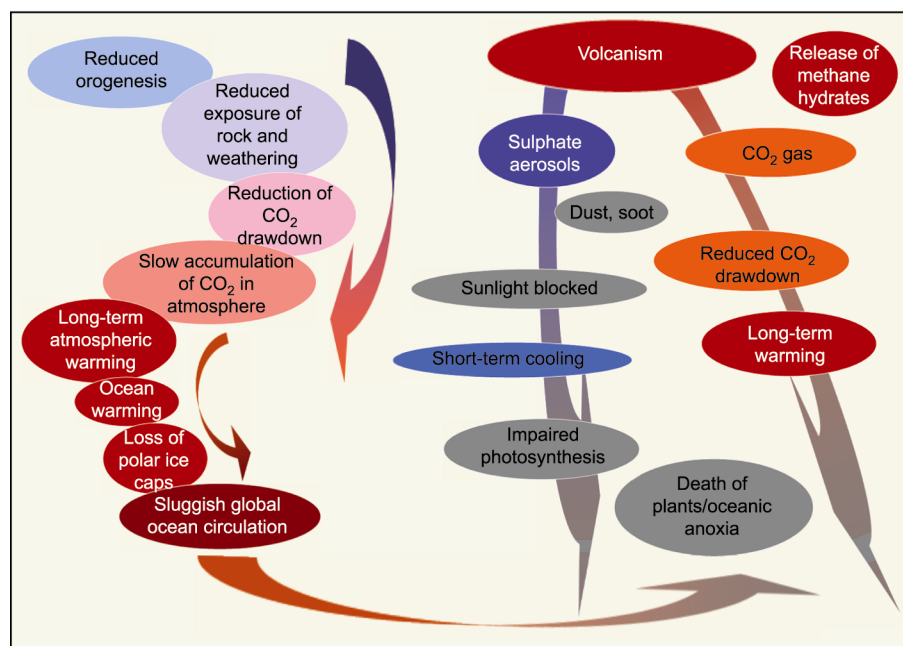 Reduced
orogenesis
Reduced
exposure of
rock and
weathering
Reduction of
CO₂
drawdown
Slow accumulation
of CO₂ in
atmosphere
Long-term
atmospheric
warming
Ocean
warming
Loss of
polar ice
caps
Sluggish global
ocean circulation
Volcanism
Release of
methane
hydrates
Sulphate
aerosols
CO₂ gas
Dust, soot
Reduced CO₂
drawdown
Sunlight blocked
Long-term
warming
Short-term cooling
Impaired
photosynthesis
Death of
plants/oceanic
anoxia